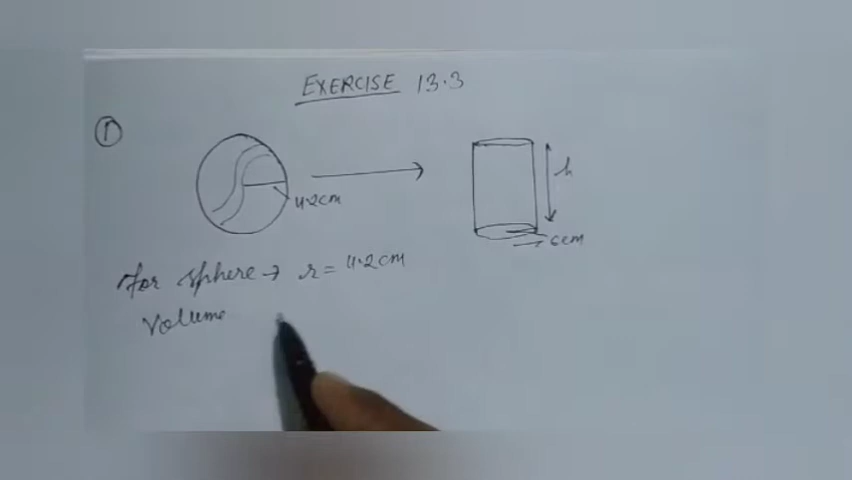 EXERCISE 13.3
1
4.2cm
h
6cm
for sphere → r = 4.2cm
Volume